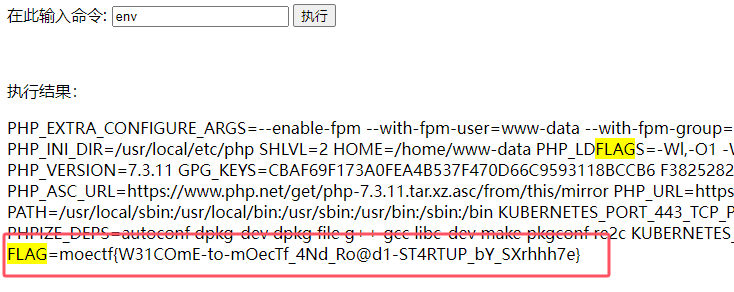 在此输入命令: env 执行
执行结果：
PHP_EXTRA_CONFIGURE_ARGS=--enable-fpm --with-fpm-user=www-data --with-fpm-group=
PHP_INI_DIR=/usr/local/etc/php SHLVL=2 HOME=/home/www-data PHP_LDFLAGS=-Wl,-O1 -
PHP_VERSION=7.3.11 GPG_KEYS=CBAF69F173A0FEA4B537F470D66C9593118BCCB6 F3825282
PHP_ASC_URL=https://www.php.net/get/php-7.3.11.tar.xz.asc/from/this/mirror PHP_URL=https
PATH=/usr/local/sbin:/usr/local/bin:/usr/sbin:/usr/bin:/sbin:/bin KUBERNETES_PORT_443_TCP_P
PHPIZE_DEPS=autoconf dpkg-dev dpkg file g++ gcc libc-dev make pkgconf re2c KUBERNETES_
FLAG=moectf{W31COmE-to-mOecTf_4Nd_Ro@d1-ST4RTUP_bY_SXrhhh7e}